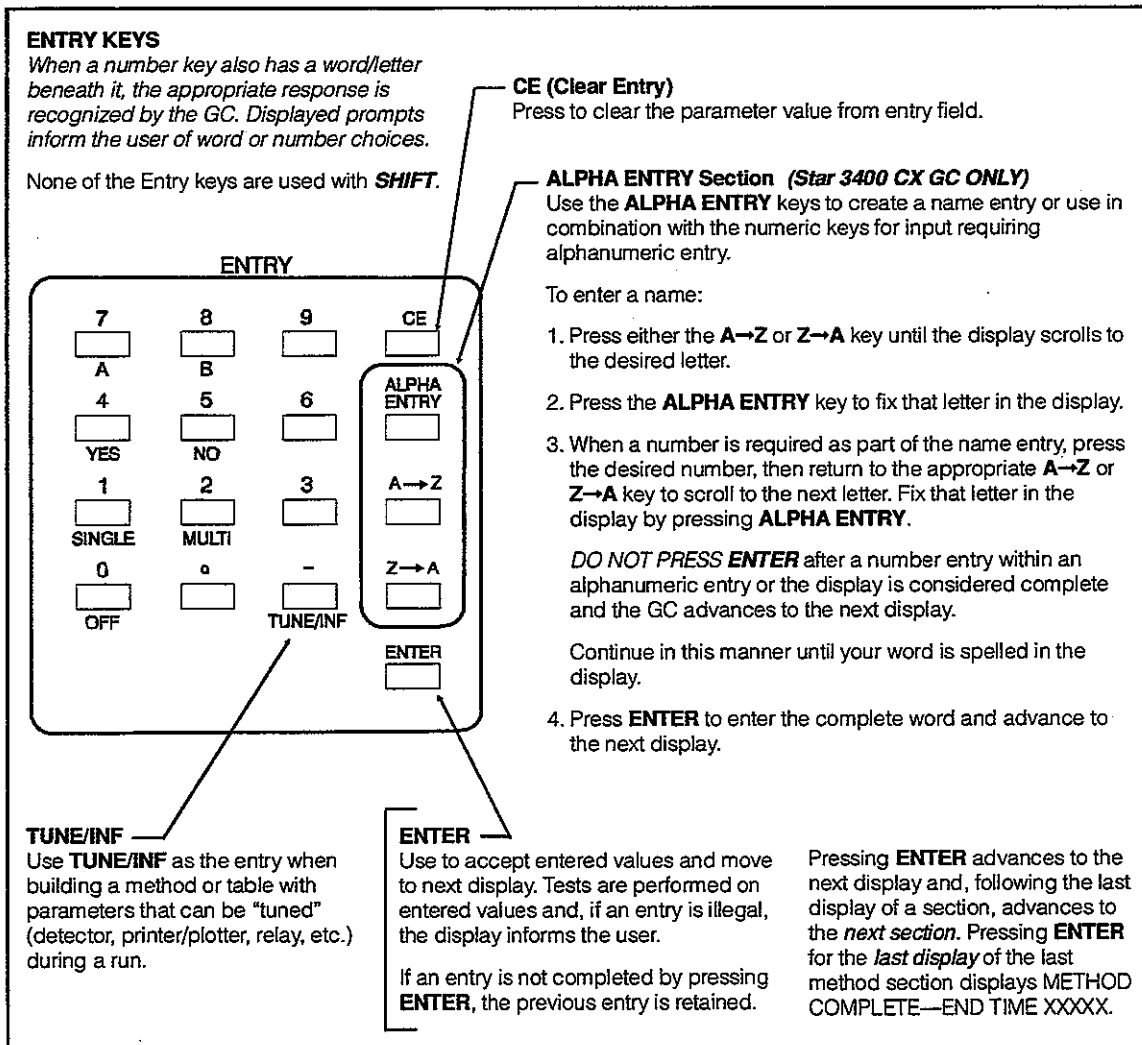 ENTRY KEYS
When a number key also has a word/letter
beneath it, the appropriate response is
recognized by the GC. Displayed prompts
inform the user of word or number choices.
None of the Entry keys are used with SHIFT.
CE (Clear Entry)
Press to clear the parameter value from entry field.
ALPHA ENTRY Section (Star 3400 CX GC ONLY)
Use the ALPHA ENTRY keys to create a name entry or use in
combination with the numeric keys for input requiring
alphanumeric entry.
To enter a name:
1. Press either the A→Z or Z→A key until the display scrolls to
the desired letter.
2. Press the ALPHA ENTRY key to fix that letter in the display.
3. When a number is required as part of the name entry, press
the desired number, then return to the appropriate A→Z or
Z→A key to scroll to the next letter. Fix that letter in the
display by pressing ALPHA ENTRY.
DO NOT PRESS ENTER after a number entry within an
alphanumeric entry or the display is considered complete
and the GC advances to the next display.
Continue in this manner until your word is spelled in the
display.
4. Press ENTER to enter the complete word and advance to
the next display.
ENTRY
7 8 9 CE
A B
ALPHA
ENTRY
4 5 6
YES NO
1 2 3 A→Z
SINGLE MULTI
0 . – Z→A
OFF TUNE/INF
ENTER
TUNE/INF
Use TUNE/INF as the entry when
building a method or table with
parameters that can be "tuned"
(detector, printer/plotter, relay, etc.)
during a run.
ENTER
Use to accept entered values and move
to next display. Tests are performed on
entered values and, if an entry is illegal,
the display informs the user.
If an entry is not completed by pressing
ENTER, the previous entry is retained.
Pressing ENTER advances to the
next display and, following the last
display of a section, advances to
the next section. Pressing ENTER
for the last display of the last
method section displays METHOD
COMPLETE—END TIME XXXXX.